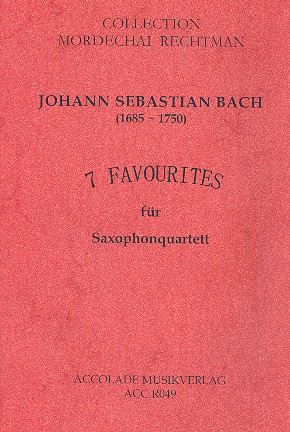 COLLECTION
MORDECHAI RECHTMAN
JOHANN SEBASTIAN BACH
(1685 ~ 1750)
7 FAVOURITES
für
Saxophonquartett
ACCOLADE MUSIKVERLAG
ACC R049